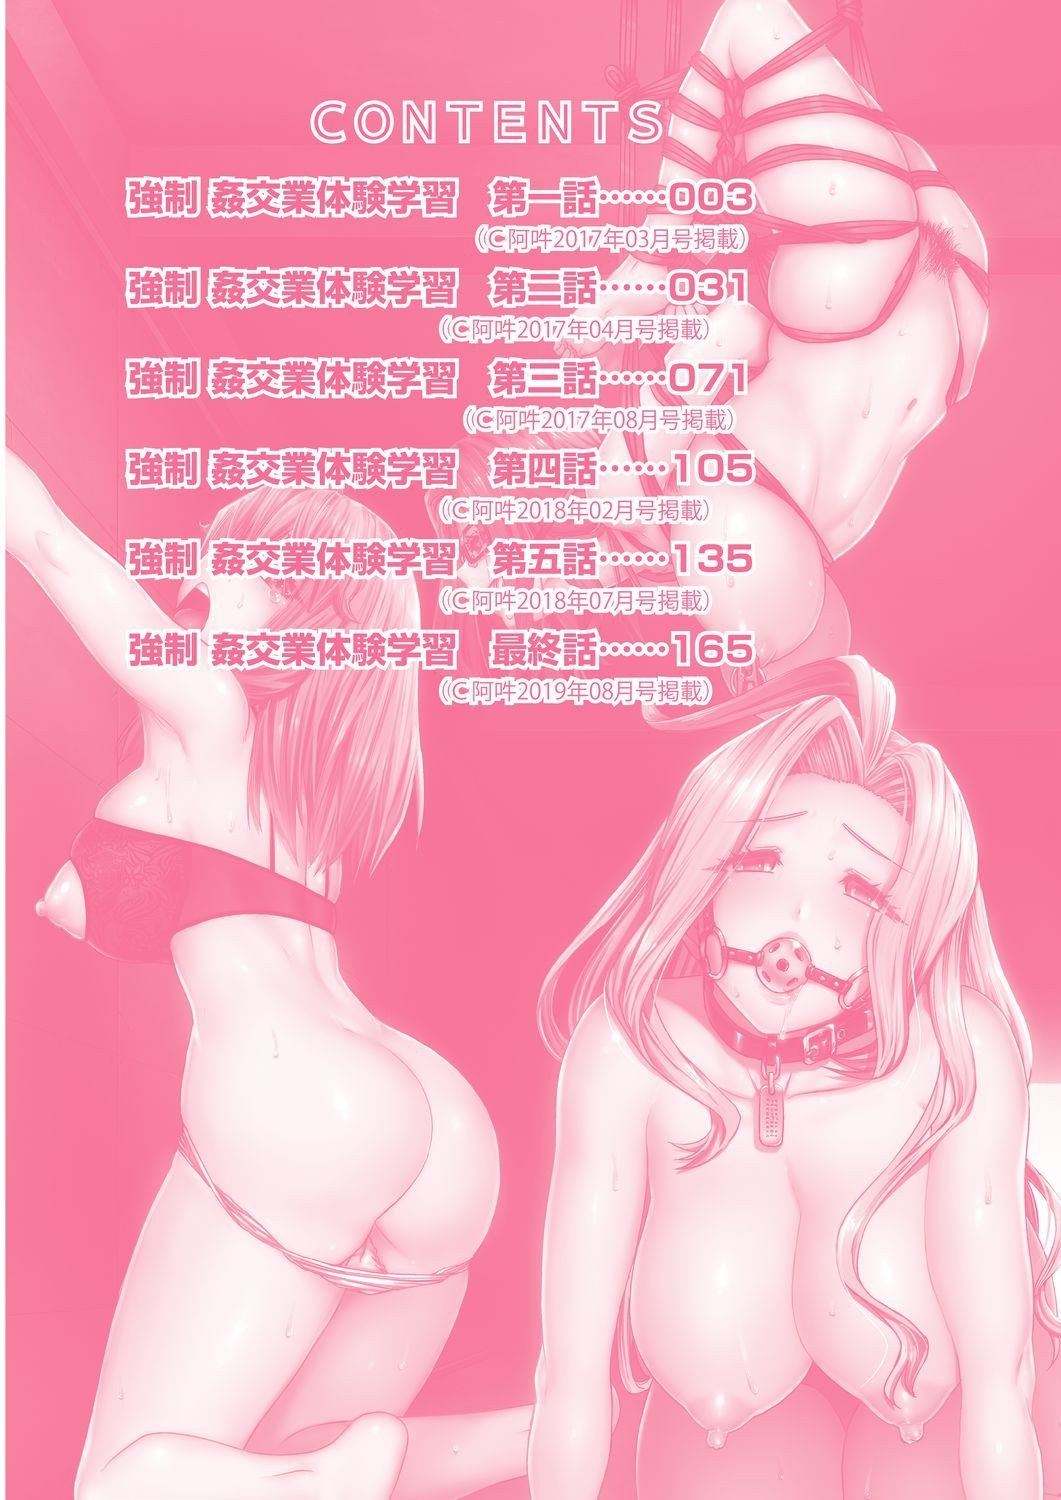 CONTENTS
強制 姦交業体験学習　第一話……003
（C阿吽2017年03月号掲載）
強制 姦交業体験学習　第二話……031
（C阿吽2017年04月号掲載）
強制 姦交業体験学習　第三話……071
（C阿吽2017年08月号掲載）
強制 姦交業体験学習　第四話……105
（C阿吽2018年02月号掲載）
強制 姦交業体験学習　第五話……135
（C阿吽2018年07月号掲載）
強制 姦交業体験学習　最終話……165
（C阿吽2019年08月号掲載）